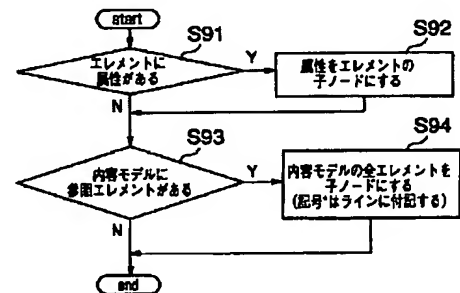 start
S91
エレメントに
属性がある
Y
N
S92
属性をエレメントの
子ノードにする
S93
内容モデルに
参照エレメントがある
Y
N
S94
内容モデルの全エレメントを
子ノードにする
(記号*はラインに付記する)
end